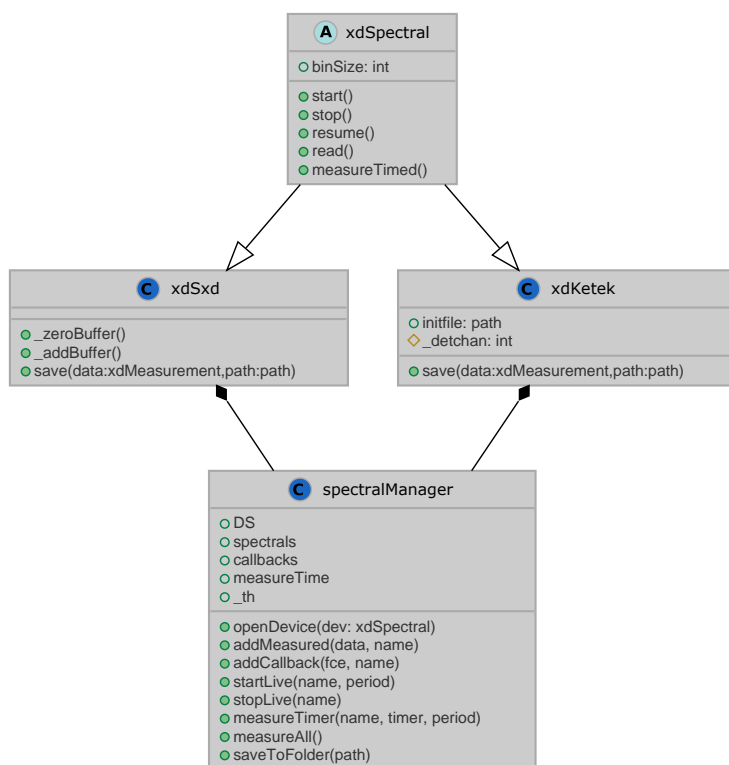 A xdSpectral
binSize: int
start()
stop()
resume()
read()
measureTimed()
C xdSxd
_zeroBuffer()
_addBuffer()
save(data:xdMeasurement,path:path)
C xdKetek
initfile: path
_detchan: int
save(data:xdMeasurement,path:path)
C spectralManager
DS
spectrals
callbacks
measureTime
_th
openDevice(dev: xdSpectral)
addMeasured(data, name)
addCallback(fce, name)
startLive(name, period)
stopLive(name)
measureTimer(name, timer, period)
measureAll()
saveToFolder(path)